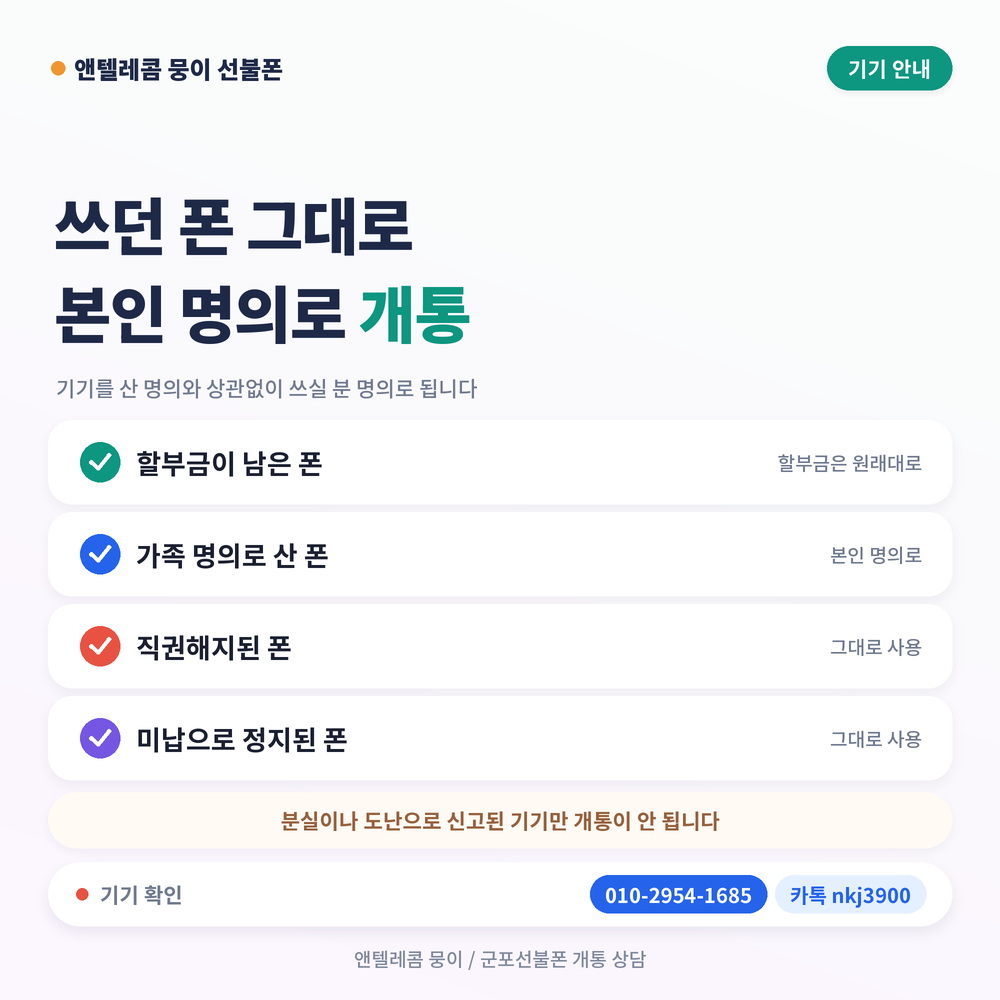 앤텔레콤 뭉이 선불폰
기기 안내
쓰던 폰 그대로
본인 명의로 개통
기기를 산 명의와 상관없이 쓰실 분 명의로 됩니다
할부금이 남은 폰
할부금은 원래대로
가족 명의로 산 폰
본인 명의로
직권해지된 폰
그대로 사용
미납으로 정지된 폰
그대로 사용
분실이나 도난으로 신고된 기기만 개통이 안 됩니다
기기 확인
010-2954-1685
카톡 nkj3900
앤텔레콤 뭉이 / 군포선불폰 개통 상담